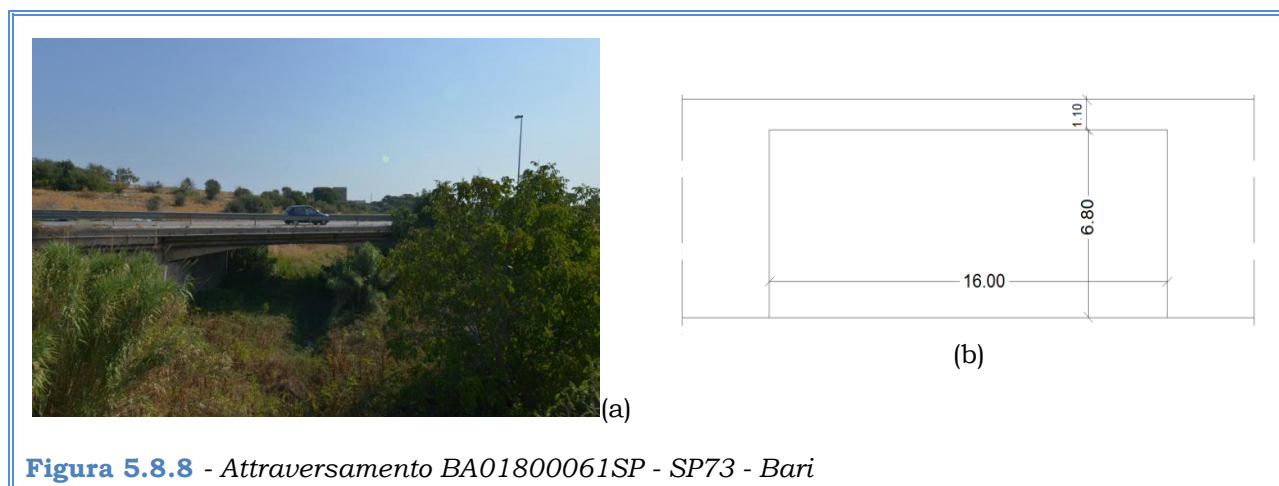 1.10
6.80
16.00
(b)
(a)
Figura 5.8.8 - Attraversamento BA01800061SP - SP73 - Bari